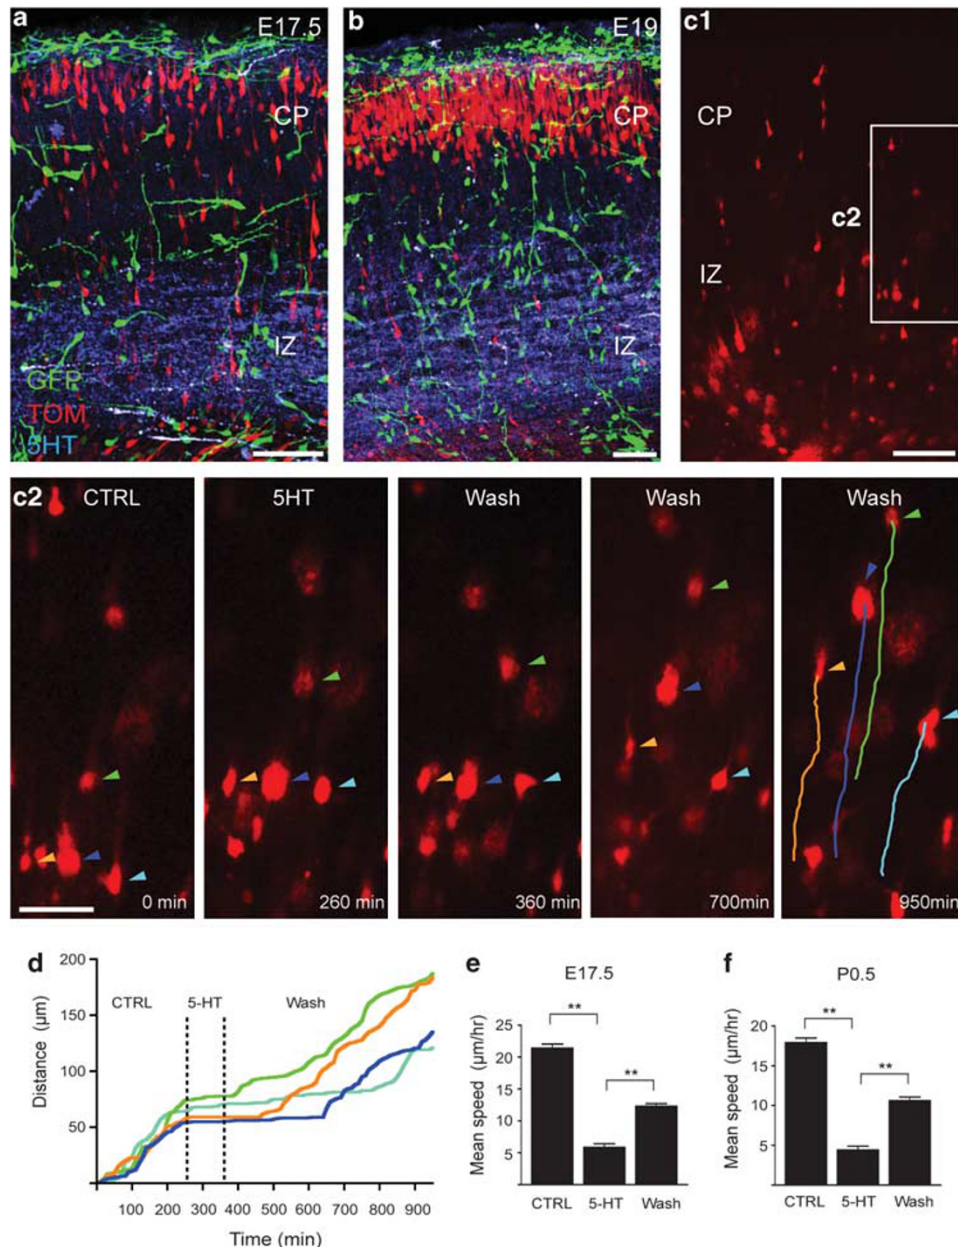 a
E17.5
CP
IZ
GFP
TOM
5HT
b
E19
CP
IZ
c1
CP
IZ
c2
c2
CTRL
0 min
5HT
260 min
Wash
360 min
Wash
700min
Wash
950min
d
200
150
100
50
Distance (μm)
CTRL
5-HT
Wash
100 200 300 400 500 600 700 800 900
Time (min)
e
E17.5
**
**
25
20
15
10
5
Mean speed (μm/hr)
CTRL 5-HT Wash
f
P0.5
**
**
20
15
10
5
Mean speed (μm/hr)
CTRL 5-HT Wash